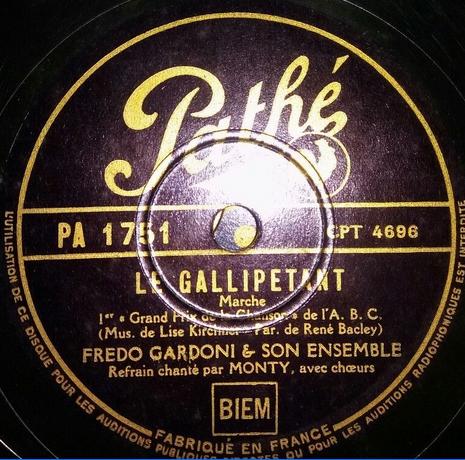 Pathé
PA 1751
CPT 4696
LE GALLIPETANT
Marche
1er « Grand Prix de la Chanson » de l'A. B. C.
(Mus. de Lise Kirchner - Par. de René Bacley)
FREDO GARDONI & SON ENSEMBLE
Refrain chanté par MONTY, avec chœurs
BIEM
FABRIQUÉ EN FRANCE
L'UTILISATION DE CE DISQUE POUR LES AUDITIONS PUBLIQUES DIRECTES OU POUR LES AUDITIONS RADIOPHONIQUES EST INTERDITE